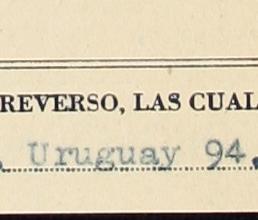 REVERSO, LAS CUAL
. Uruguay 94.